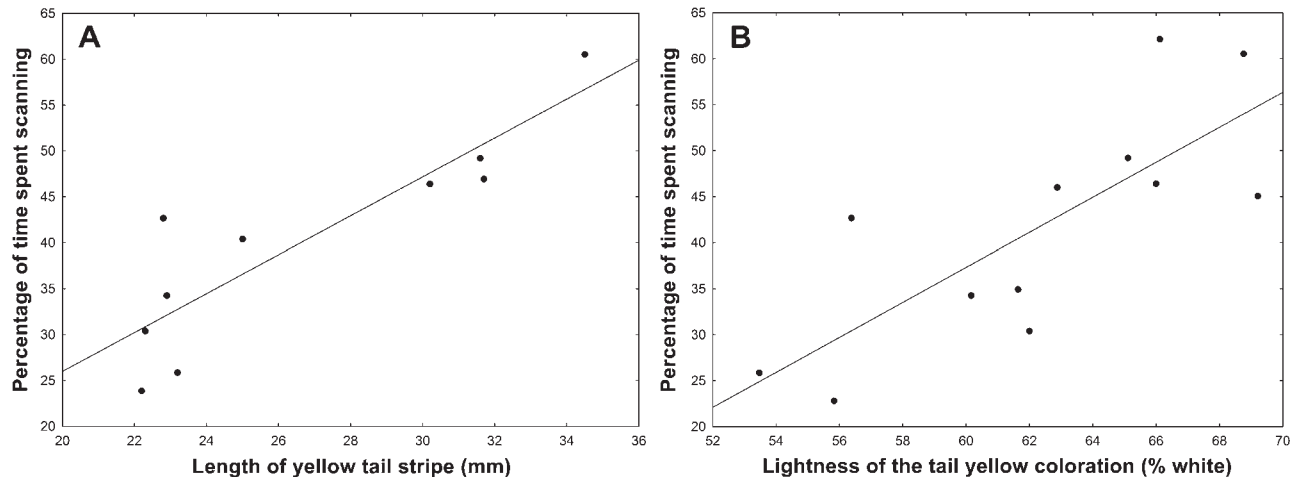 A
Percentage of time spent scanning
65
60
55
50
45
40
35
30
25
20
20 22 24 26 28 30 32 34 36
Length of yellow tail stripe (mm)
B
Percentage of time spent scanning
65
60
55
50
45
40
35
30
25
20
52 54 56 58 60 62 64 66 68 70
Lightness of the tail yellow coloration (% white)